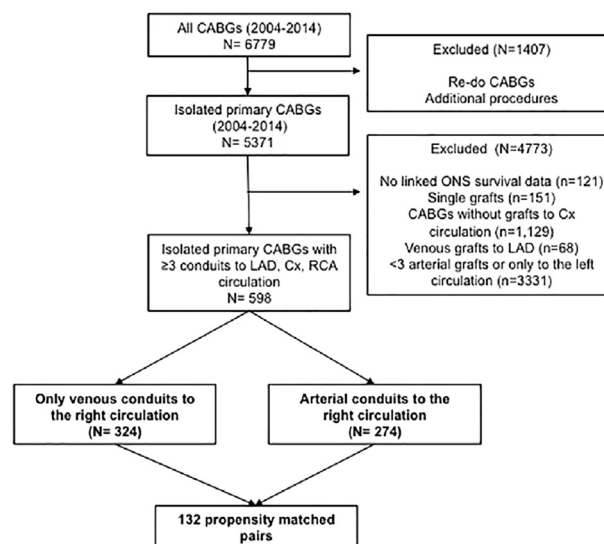 All CABGs (2004-2014)
N= 6779
Excluded (N=1407)
Re-do CABGs
Additional procedures
Isolated primary CABGs
(2004-2014)
N= 5371
Excluded (N=4773)
No linked ONS survival data (n=121)
Single grafts (n=151)
CABGs without grafts to Cx
circulation (n=1,129)
Venous grafts to LAD (n=68)
<3 arterial grafts or only to the left
circulation (n=3331)
Isolated primary CABGs with
≥3 conduits to LAD, Cx, RCA
circulation
N= 598
Only venous conduits to
the right circulation
(N= 324)
Arterial conduits to the
right circulation
(N= 274)
132 propensity matched
pairs